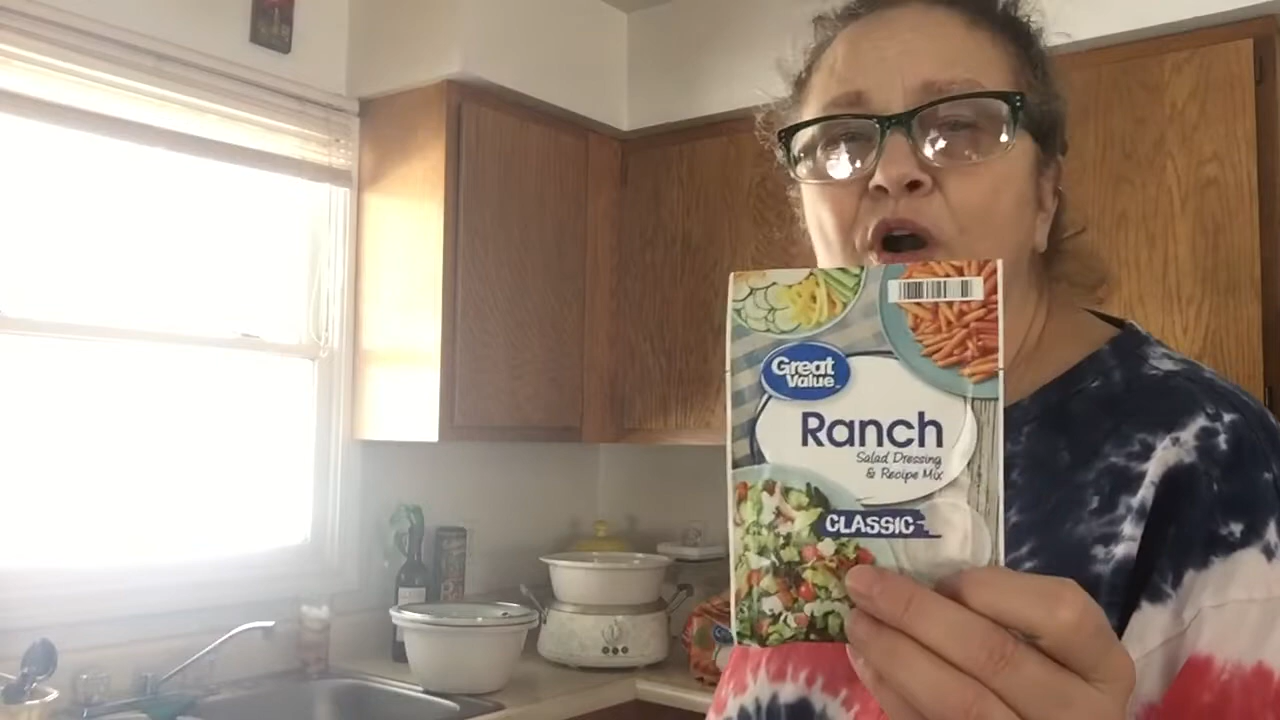 Great
Value
Ranch
Salad Dressing
& Recipe Mix
CLASSIC